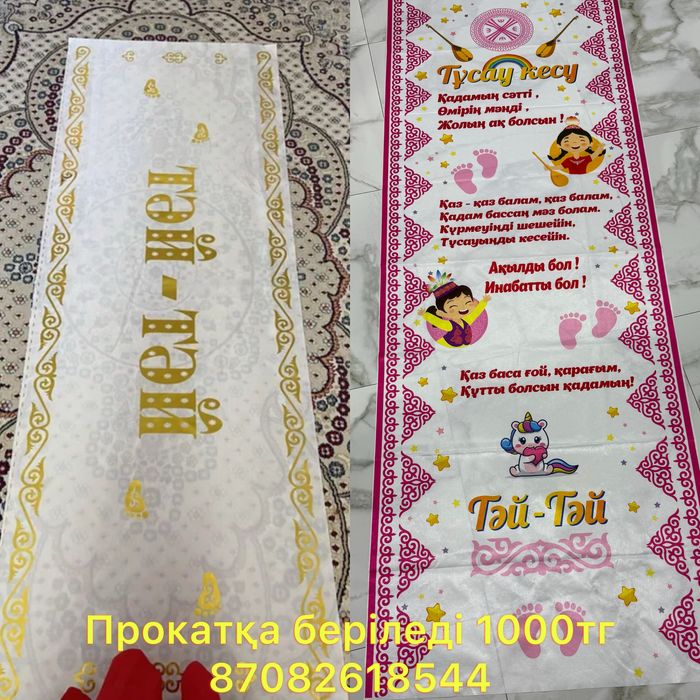 тәй - тәй
Тұсау кесу
Қадамың сәтті ,
Өмірің мәнді ,
Жолың ақ болсын !
Қаз - қаз балам, қаз балам,
Қадам бассаң мәз болам.
Күрмеуіңді шешейін.
Тұсауыңды кесейін.
Ақылды бол !
Инабатты бол !
Қаз баса ғой, қарағым,
Құтты болсын қадамың!
Тәй-Тәй
Прокатқа беріледі 1000тг
87082618544